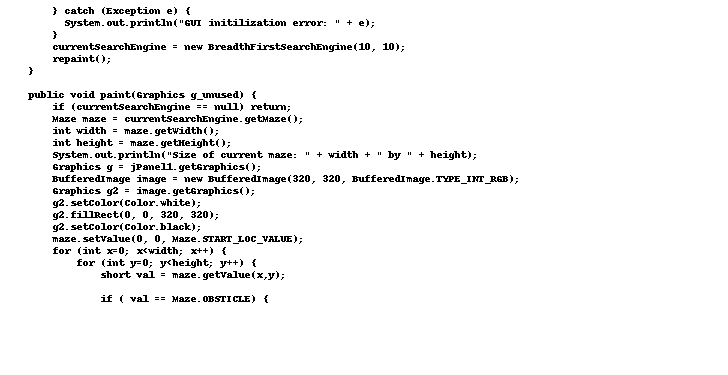 } catch (Exception e) {
      System.out.println("GUI initilization error: " + e);
    }
    currentSearchEngine = new BreadthFirstSearchEngine(10, 10);
    repaint();
}

public void paint(Graphics g_unused) {
    if (currentSearchEngine == null) return;
    Maze maze = currentSearchEngine.getMaze();
    int width = maze.getWidth();
    int height = maze.getHeight();
    System.out.println("Size of current maze: " + width + " by " + height);
    Graphics g = jPanel1.getGraphics();
    BufferedImage image = new BufferedImage(320, 320, BufferedImage.TYPE_INT_RGB);
    Graphics g2 = image.getGraphics();
    g2.setColor(Color.white);
    g2.fillRect(0, 0, 320, 320);
    g2.setColor(Color.black);
    maze.setValue(0, 0, Maze.START_LOC_VALUE);
    for (int x=0; x<width; x++) {
        for (int y=0; y<height; y++) {
            short val = maze.getValue(x,y);

            if ( val == Maze.OBSTICLE) {